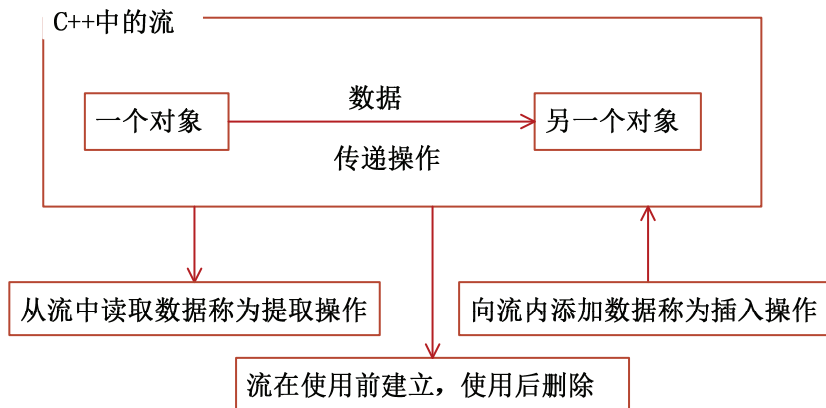 C++中的流
一个对象
数据
传递操作
另一个对象
从流中读取数据称为提取操作
向流内添加数据称为插入操作
流在使用前建立，使用后删除